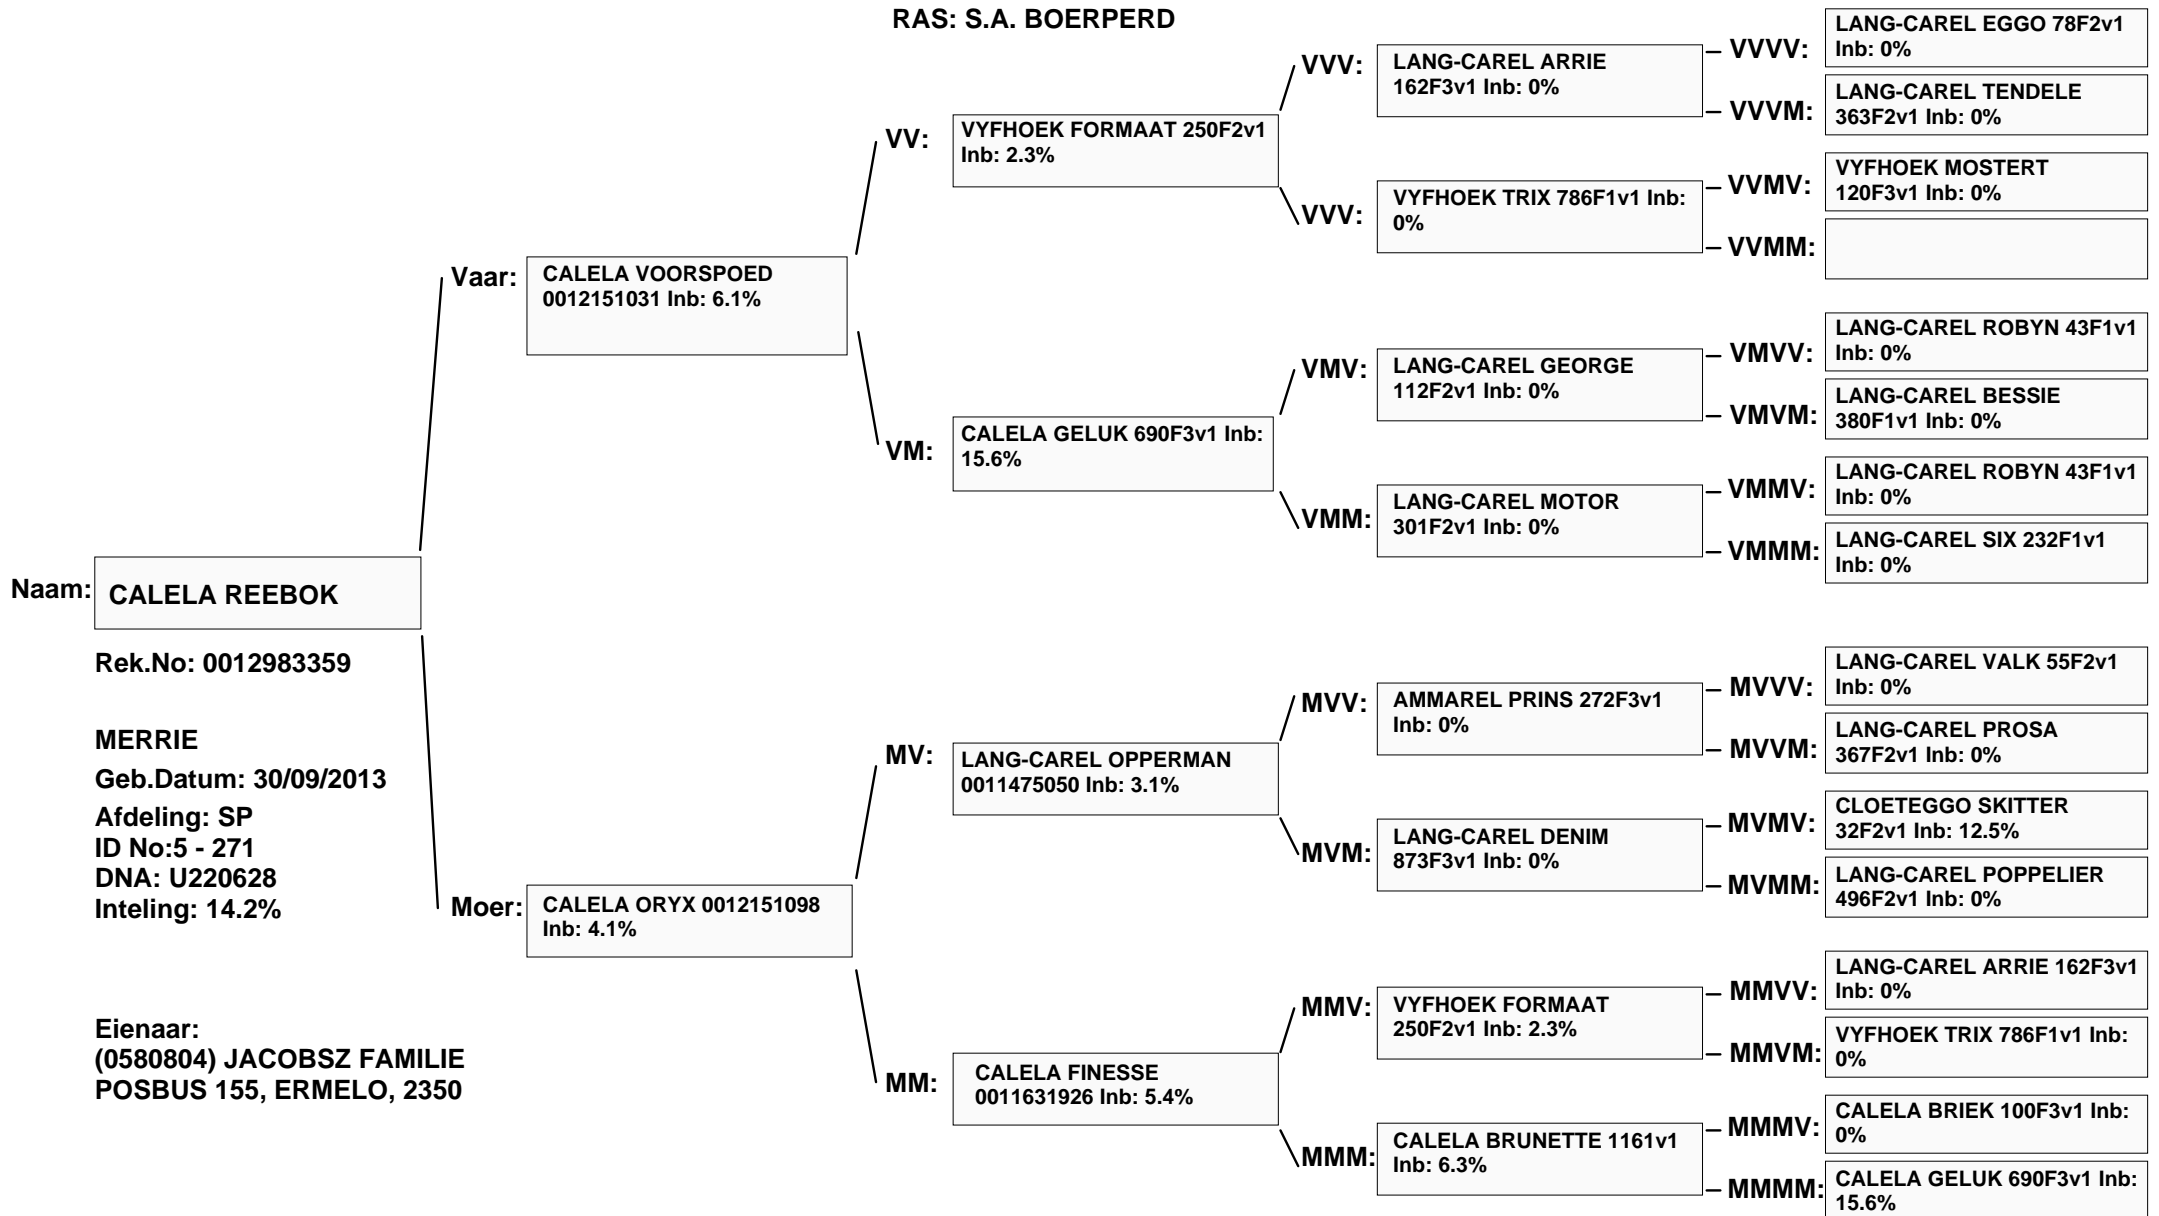 RAS: S.A. BOERPERD
Naam:
CALELA REEBOK
Rek.No: 0012983359
MERRIE
Geb.Datum: 30/09/2013
Afdeling: SP
ID No:5 - 271
DNA: U220628
Inteling: 14.2%
Eienaar:
(0580804) JACOBSZ FAMILIE
POSBUS 155, ERMELO, 2350
Vaar:
CALELA VOORSPOED
0012151031 Inb: 6.1%
Moer:
CALELA ORYX 0012151098
Inb: 4.1%
VV:
VYFHOEK FORMAAT 250F2v1
Inb: 2.3%
VM:
CALELA GELUK 690F3v1 Inb:
15.6%
MV:
LANG-CAREL OPPERMAN
0011475050 Inb: 3.1%
MM:
CALELA FINESSE
0011631926 Inb: 5.4%
VVV:
LANG-CAREL ARRIE
162F3v1 Inb: 0%
VVV:
VYFHOEK TRIX 786F1v1 Inb:
0%
VMV:
LANG-CAREL GEORGE
112F2v1 Inb: 0%
VMM:
LANG-CAREL MOTOR
301F2v1 Inb: 0%
MVV:
AMMAREL PRINS 272F3v1
Inb: 0%
MVM:
LANG-CAREL DENIM
873F3v1 Inb: 0%
MMV:
VYFHOEK FORMAAT
250F2v1 Inb: 2.3%
MMM:
CALELA BRUNETTE 1161v1
Inb: 6.3%
VVVV:
LANG-CAREL EGGO 78F2v1
Inb: 0%
VVVM:
LANG-CAREL TENDELE
363F2v1 Inb: 0%
VVMV:
VYFHOEK MOSTERT
120F3v1 Inb: 0%
VVMM:
VMVV:
LANG-CAREL ROBYN 43F1v1
Inb: 0%
VMVM:
LANG-CAREL BESSIE
380F1v1 Inb: 0%
VMMV:
LANG-CAREL ROBYN 43F1v1
Inb: 0%
VMMM:
LANG-CAREL SIX 232F1v1
Inb: 0%
MVVV:
LANG-CAREL VALK 55F2v1
Inb: 0%
MVVM:
LANG-CAREL PROSA
367F2v1 Inb: 0%
MVMV:
CLOETEGGO SKITTER
32F2v1 Inb: 12.5%
MVMM:
LANG-CAREL POPPELIER
496F2v1 Inb: 0%
MMVV:
LANG-CAREL ARRIE 162F3v1
Inb: 0%
MMVM:
VYFHOEK TRIX 786F1v1 Inb:
0%
MMMV:
CALELA BRIEK 100F3v1 Inb:
0%
MMMM:
CALELA GELUK 690F3v1 Inb:
15.6%